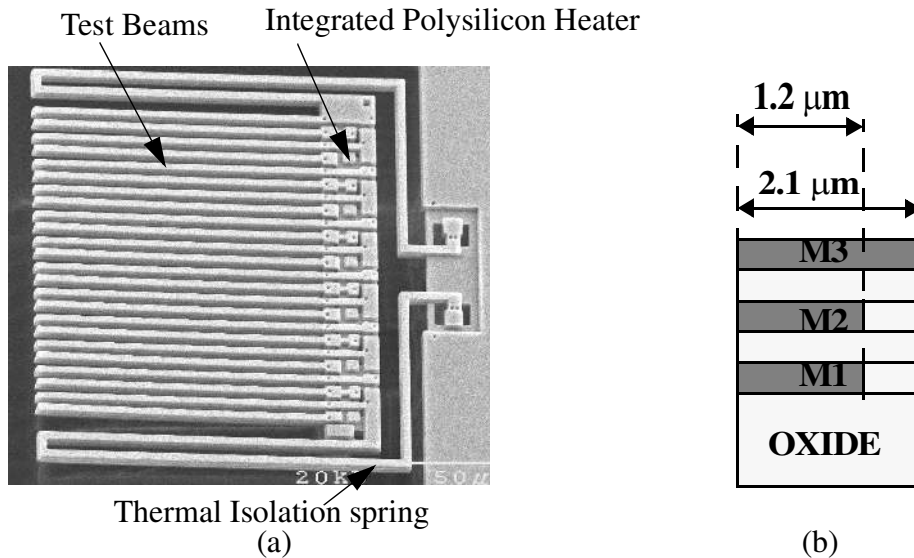 Test Beams
Integrated Polysilicon Heater
1.2 μm
2.1 μm
M3
M2
M1
OXIDE
20K
50μ
Thermal Isolation spring
(a)
(b)